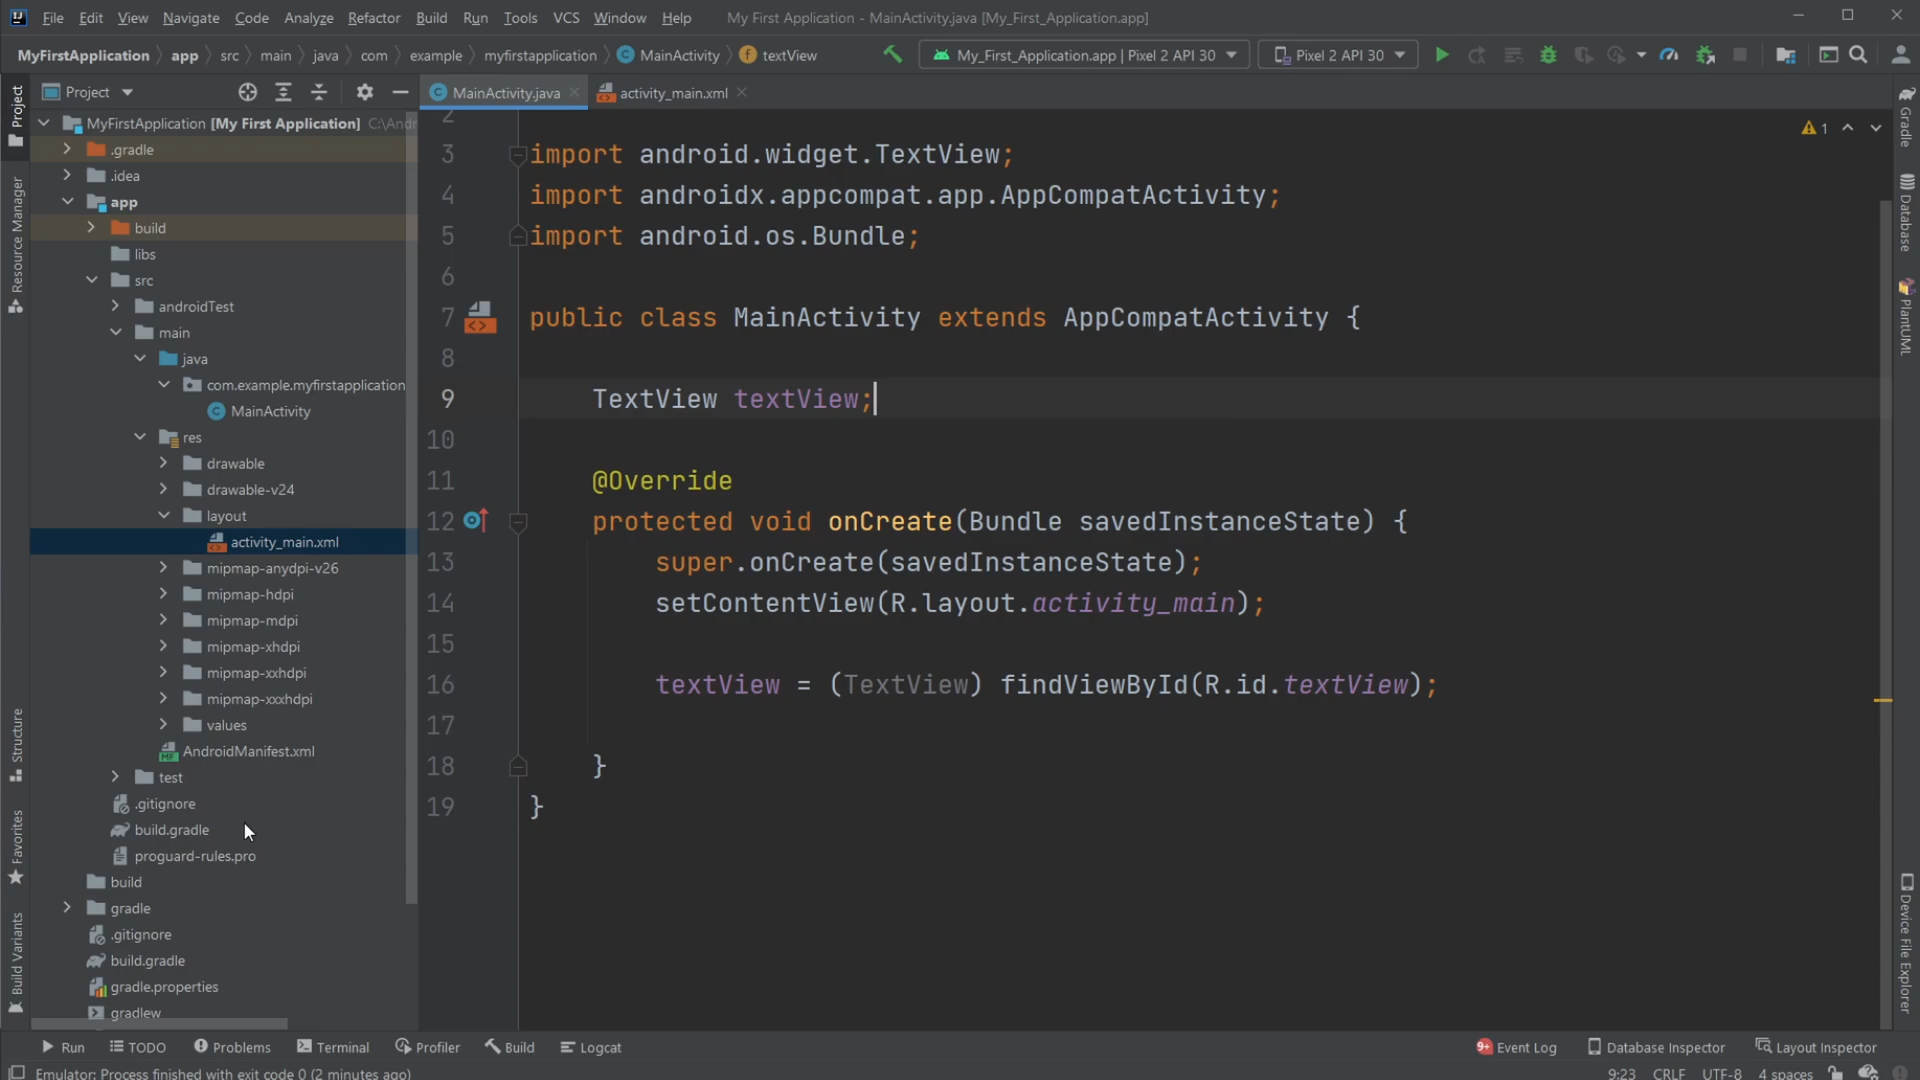 File Edit View Navigate Code Analyze Refactor Build Run Tools VCS Window Help My First Application - MainActivity.java [My_First_Application.app]
MyFirstApplication app src main java com example myfirstapplication MainActivity textView My_First_Application.app | Pixel 2 API 30 Pixel 2 API 30
Project
MainActivity.java activity_main.xml
Project
Resource Manager
Structure
Favorites
Build Variants
MyFirstApplication [My First Application] C:\Andr
.gradle
.idea
app
build
libs
src
androidTest
main
java
com.example.myfirstapplication
MainActivity
res
drawable
drawable-v24
layout
activity_main.xml
mipmap-anydpi-v26
mipmap-hdpi
mipmap-mdpi
mipmap-xhdpi
mipmap-xxhdpi
mipmap-xxxhdpi
values
AndroidManifest.xml
test
.gitignore
build.gradle
proguard-rules.pro
build
gradle
.gitignore
build.gradle
gradle.properties
gradlew
1
2
3 import android.widget.TextView;
4 import androidx.appcompat.app.AppCompatActivity;
5 import android.os.Bundle;
6
7 public class MainActivity extends AppCompatActivity {
8
9 TextView textView;
10
11 @Override
12 protected void onCreate(Bundle savedInstanceState) {
13 super.onCreate(savedInstanceState);
14 setContentView(R.layout.activity_main);
15
16 textView = (TextView) findViewById(R.id.textView);
17
18 }
19 }
Gradle
Database
PlantUML
Device File Explorer
Run TODO Problems Terminal Profiler Build Logcat 9+ Event Log Database Inspector Layout Inspector
Emulator: Process finished with exit code 0 (2 minutes ago) 9:23 CRLF UTF-8 4 spaces